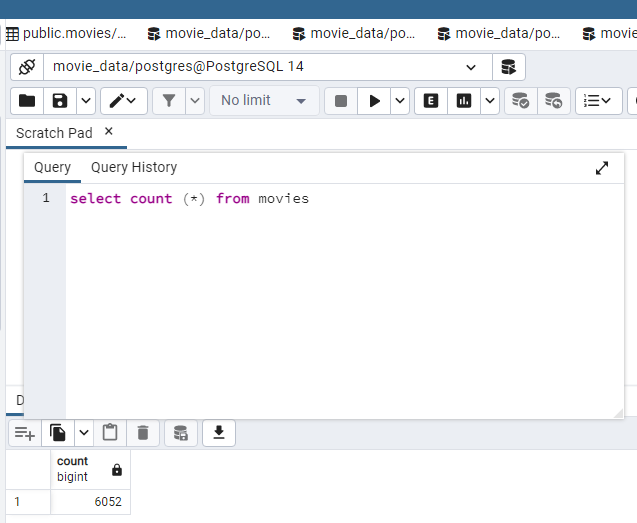 public.movies/...
movie_data/po...
movie_data/po...
movie_data/po...
movie
movie_data/postgres@PostgreSQL 14
No limit
E
Scratch Pad ×
Query Query History
1 select count (*) from movies
D
count
bigint
1 6052